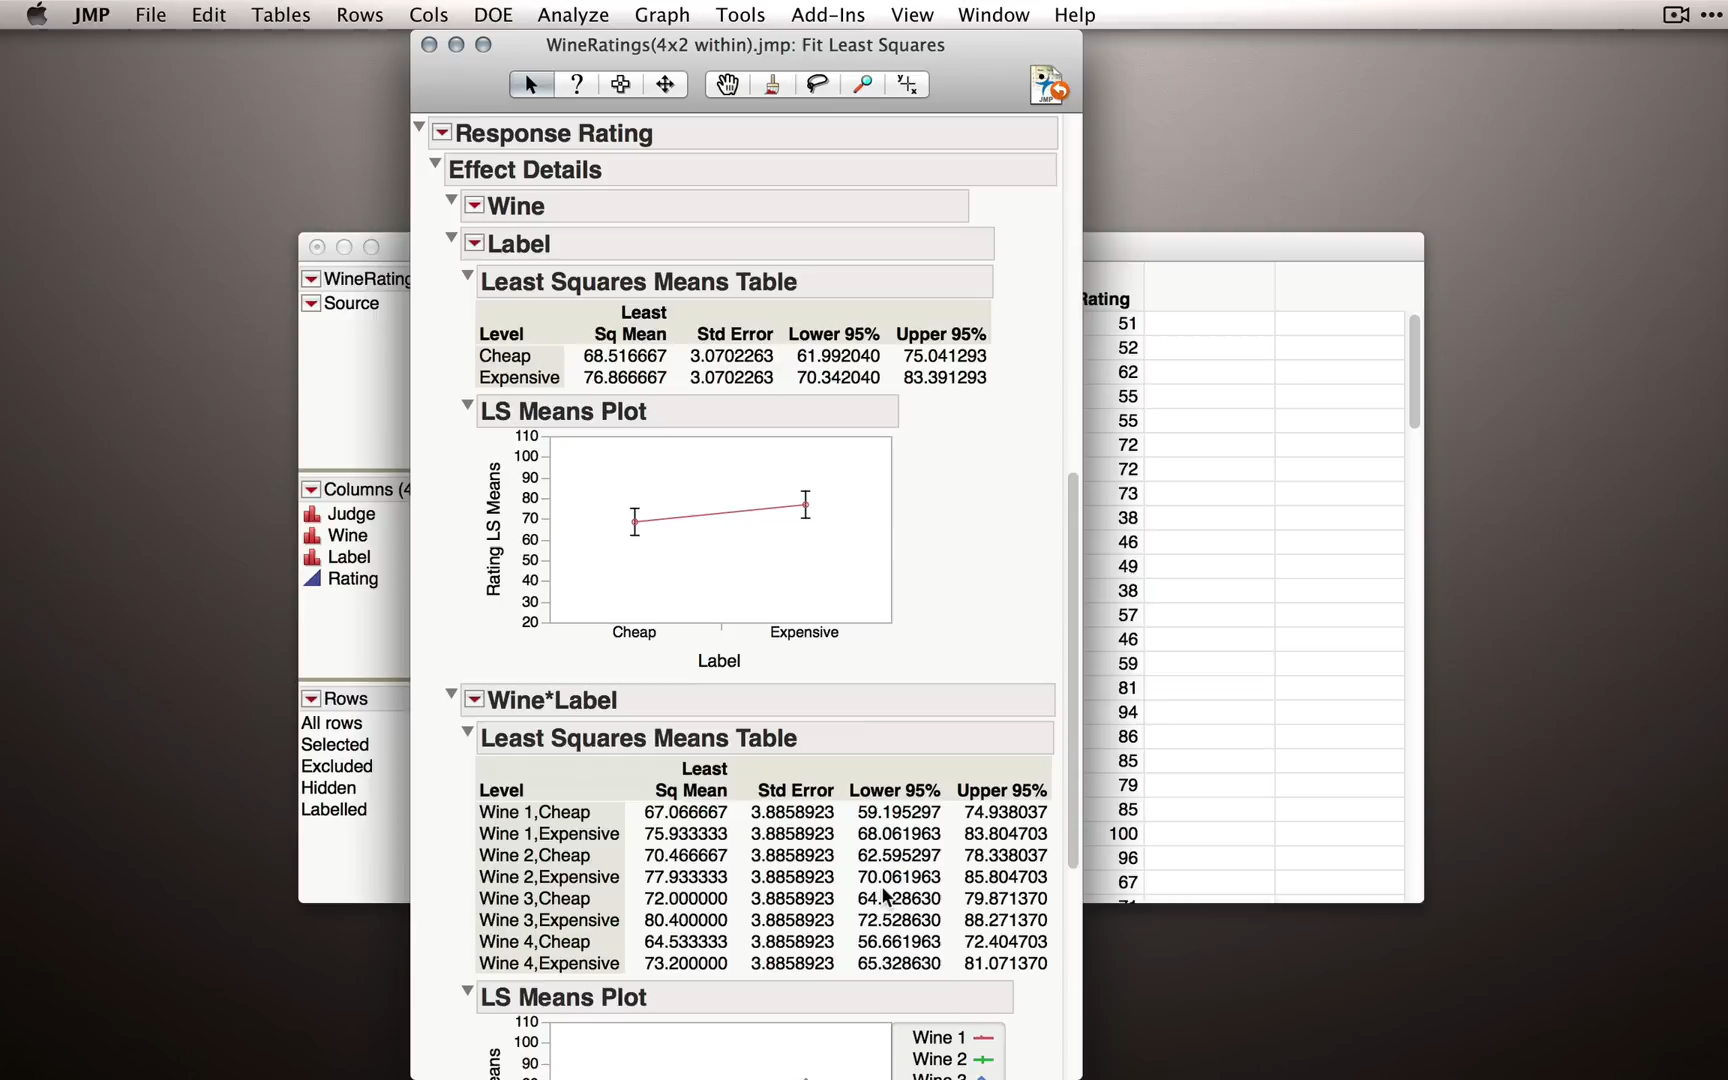 JMP File Edit Tables Rows Cols DOE Analyze Graph Tools Add-Ins View Window Help
WineRatings(4x2 within).jmp: Fit Least Squares
?
JMP
Response Rating
Effect Details
Wine
Label
Least Squares Means Table
Least
Level Sq Mean Std Error Lower 95% Upper 95%
Cheap 68.516667 3.0702263 61.992040 75.041293
Expensive 76.866667 3.0702263 70.342040 83.391293
LS Means Plot
110
100
90
80
70
60
50
40
30
20
Rating LS Means
Cheap Expensive
Label
Wine*Label
Least Squares Means Table
Least
Level Sq Mean Std Error Lower 95% Upper 95%
Wine 1,Cheap 67.066667 3.8858923 59.195297 74.938037
Wine 1,Expensive 75.933333 3.8858923 68.061963 83.804703
Wine 2,Cheap 70.466667 3.8858923 62.595297 78.338037
Wine 2,Expensive 77.933333 3.8858923 70.061963 85.804703
Wine 3,Cheap 72.000000 3.8858923 64.28630 79.871370
Wine 3,Expensive 80.400000 3.8858923 72.528630 88.271370
Wine 4,Cheap 64.533333 3.8858923 56.661963 72.404703
Wine 4,Expensive 73.200000 3.8858923 65.328630 81.071370
LS Means Plot
110
100
90
Means
Wine 1
Wine 2
WineRating
Source
Columns (4
Judge
Wine
Label
Rating
Rows
All rows
Selected
Excluded
Hidden
Labelled
Rating
51
52
62
55
55
72
72
73
38
46
49
38
57
46
59
81
94
86
85
79
85
100
96
67